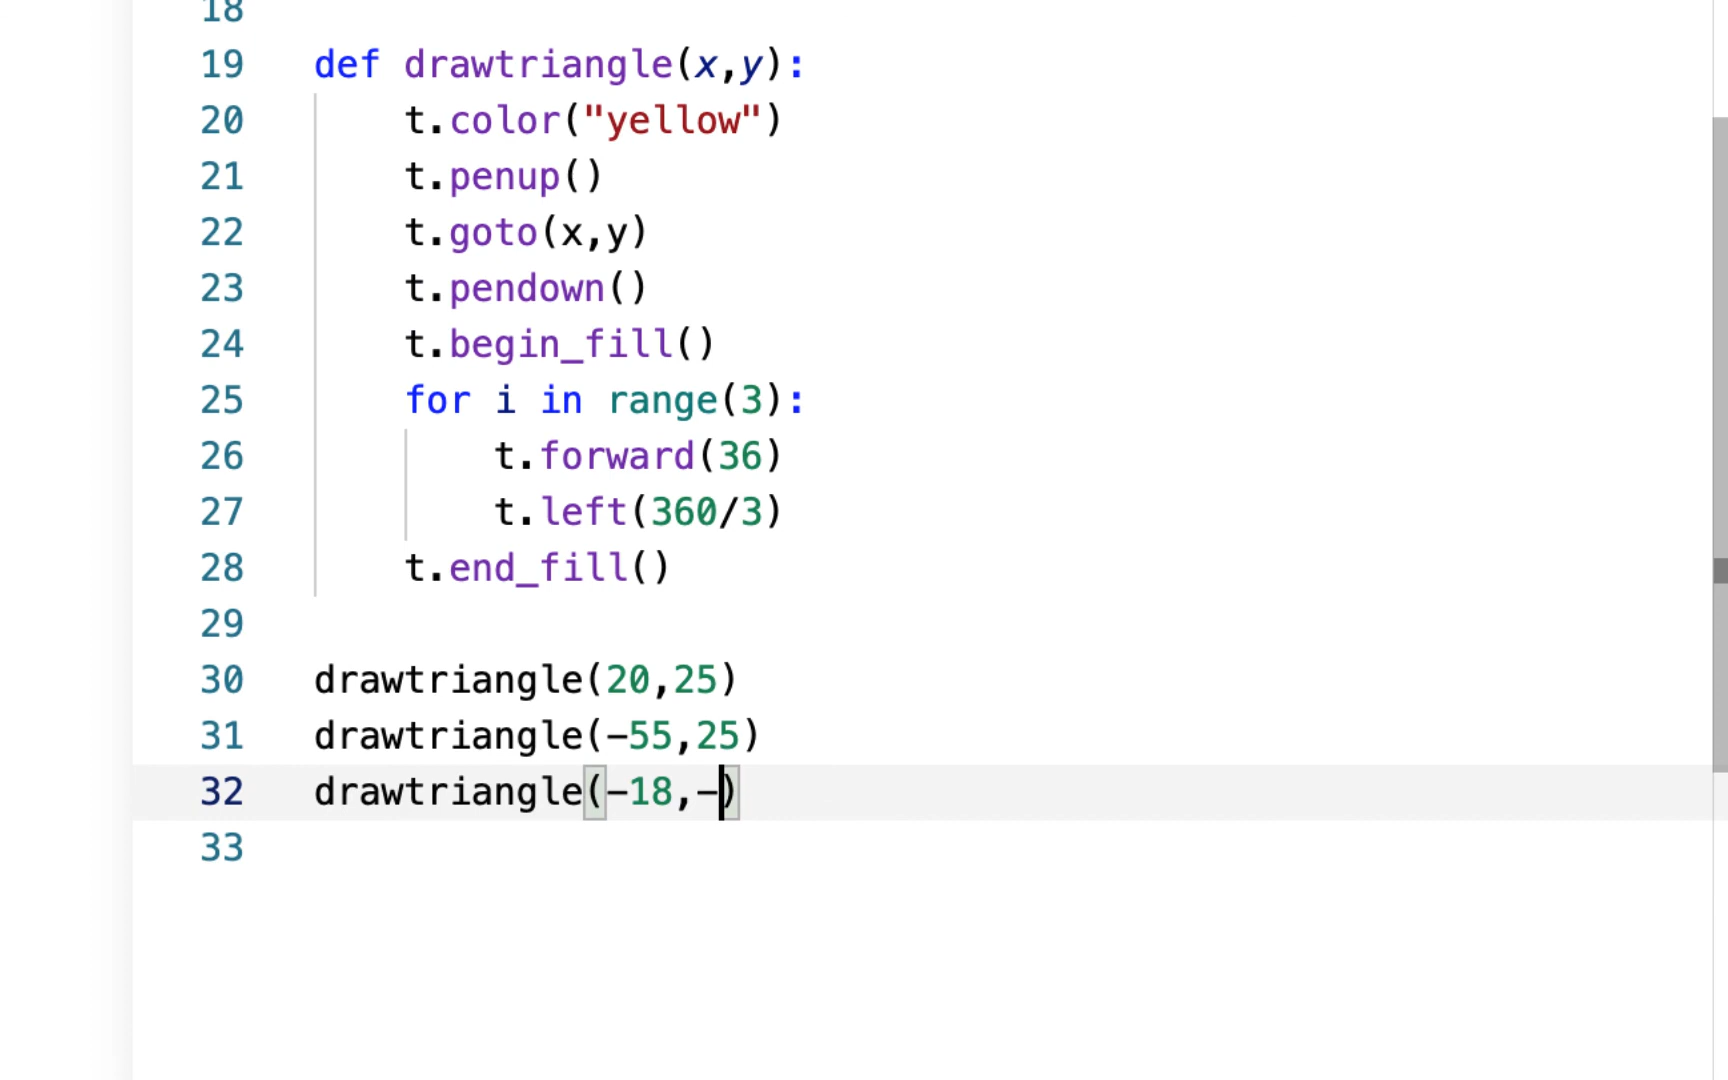 18
19 def drawtriangle(x,y):
20 t.color("yellow")
21 t.penup()
22 t.goto(x,y)
23 t.pendown()
24 t.begin_fill()
25 for i in range(3):
26 t.forward(36)
27 t.left(360/3)
28 t.end_fill()
29
30 drawtriangle(20,25)
31 drawtriangle(-55,25)
32 drawtriangle(-18,-)
33